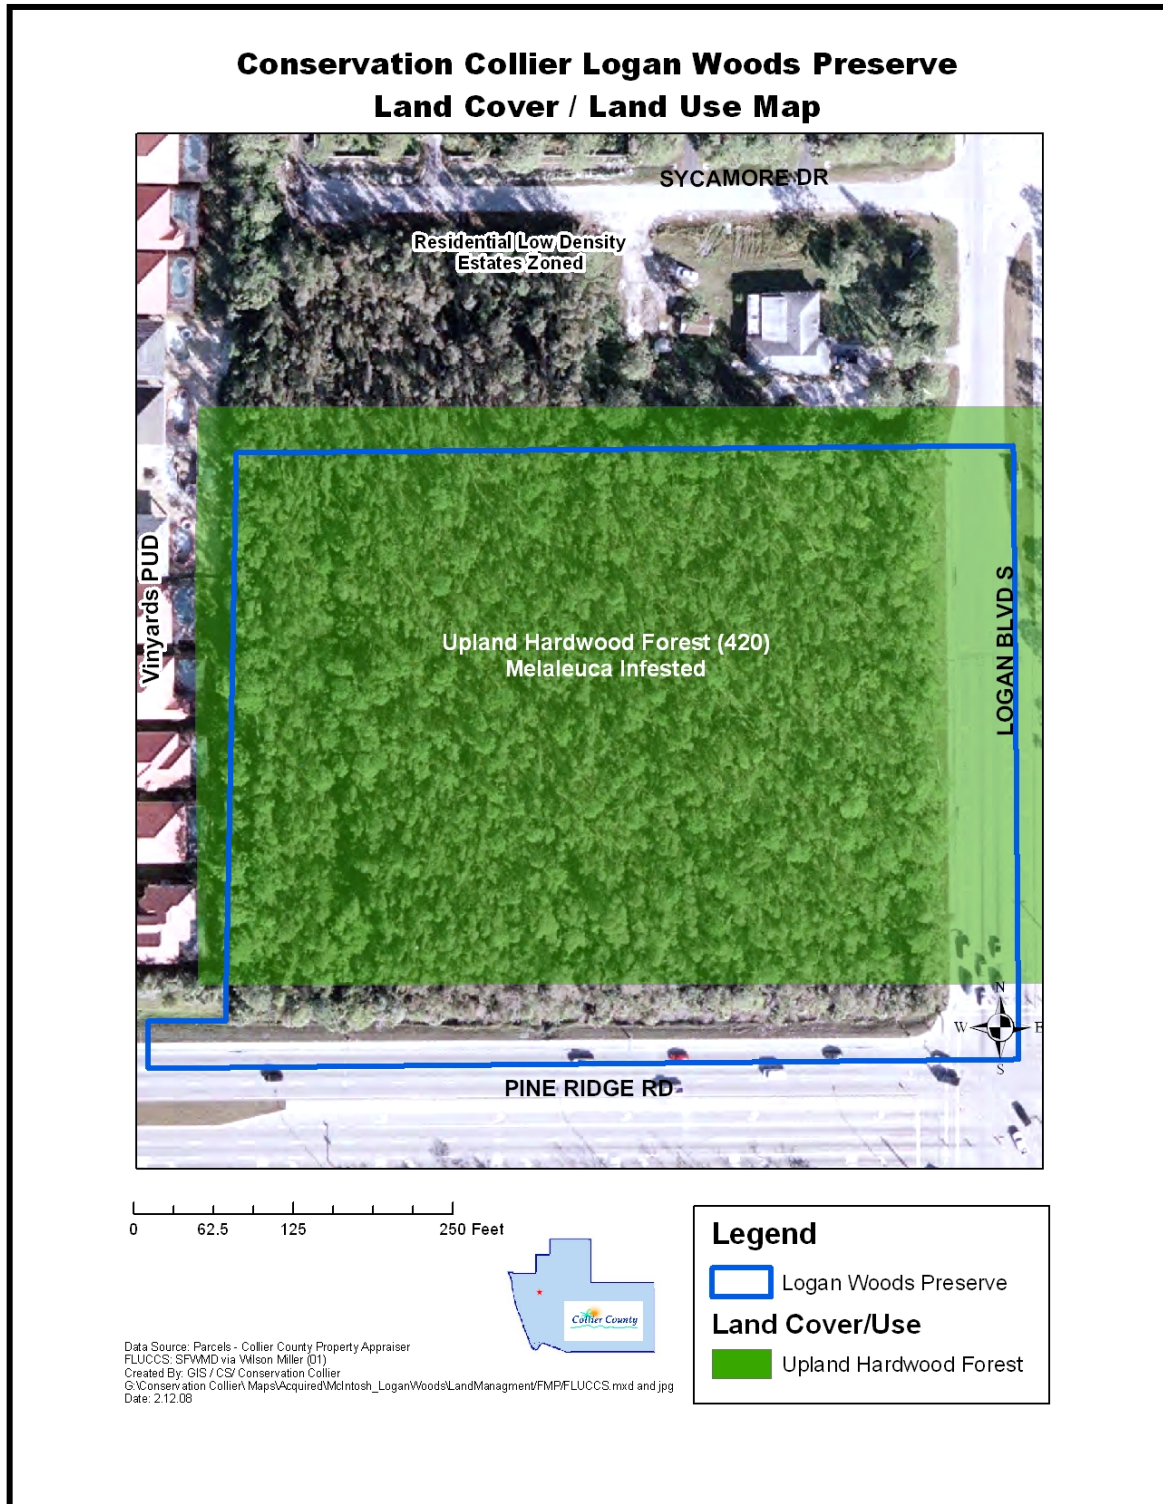 Conservation Collier Logan Woods Preserve
Land Cover / Land Use Map
SYCAMORE DR
Residential Low Density
Estates Zoned
Vinyards PUD
Upland Hardwood Forest (420)
Melaleuca Infested
LOGAN BLVD S
N
W E
S
PINE RIDGE RD
0 62.5 125 250 Feet
Collier County
Legend
Logan Woods Preserve
Land Cover/Use
Upland Hardwood Forest
Data Source: Parcels - Collier County Property Appraiser
FLUCCS: SFWMD via Wilson Miller (01)
Created By: GIS / CS/ Conservation Collier
G:\Conservation Collier\ Maps\Acquired\McIntosh_LoganWoods\LandManagment/FMP/FLUCCS.mxd and jpg
Date: 2.12.08